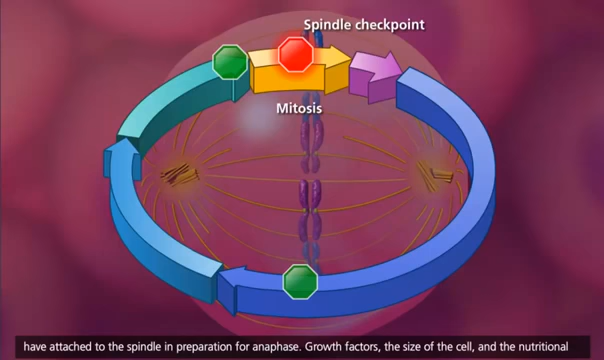 Spindle checkpoint
Mitosis
have attached to the spindle in preparation for anaphase. Growth factors, the size of the cell, and the nutritional